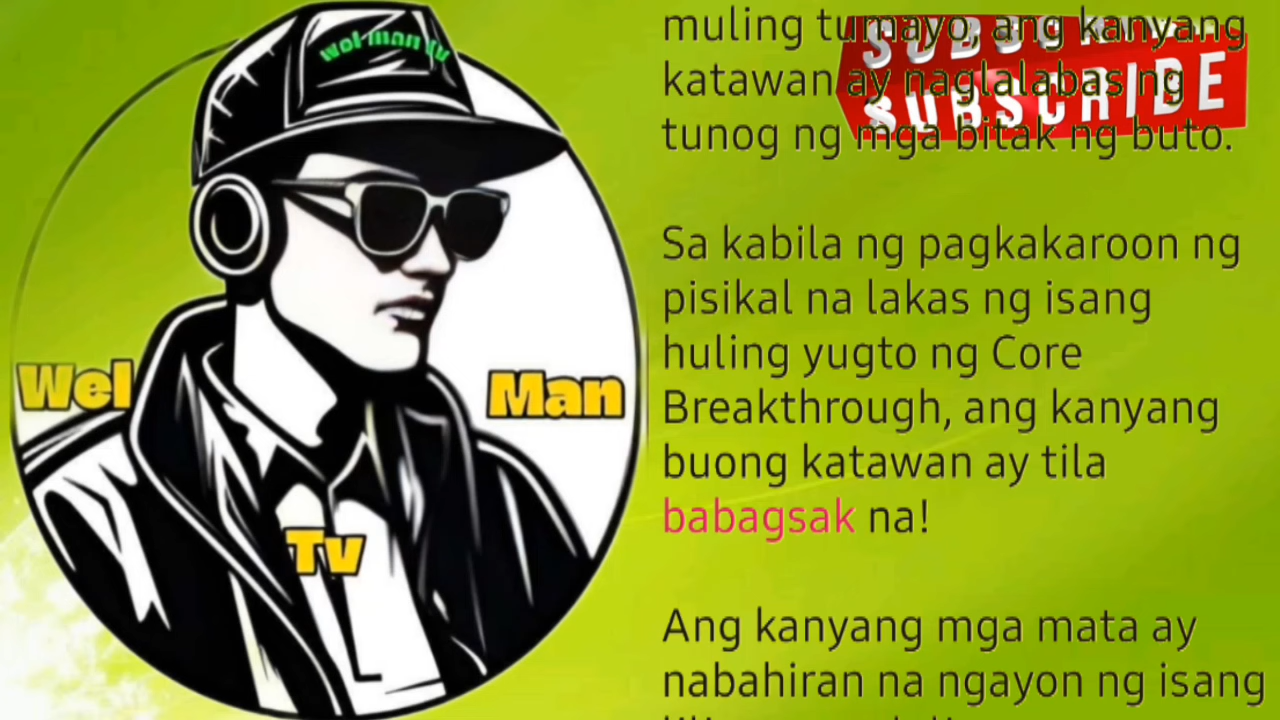 wel man tv
Wel
Man
Tv
SUBSCRIBE
muling tumayo, ang kanyang
katawan ay naglalabas ng
tunog ng mga bitak ng buto.
Sa kabila ng pagkakaroon ng
pisikal na lakas ng isang
huling yugto ng Core
Breakthrough, ang kanyang
buong katawan ay tila
babagsak na!
Ang kanyang mga mata ay
nabahiran na ngayon ng isang